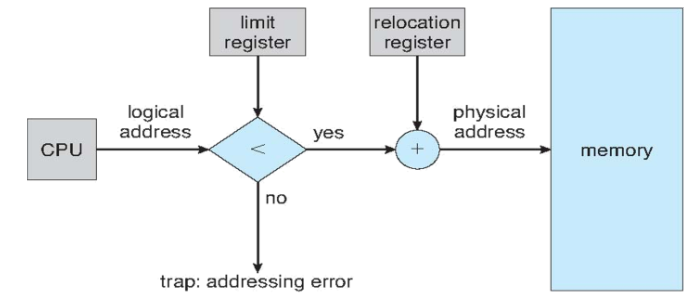 limit
register
relocation
register
logical
address
yes
physical
address
CPU
<
+
memory
no
trap: addressing error